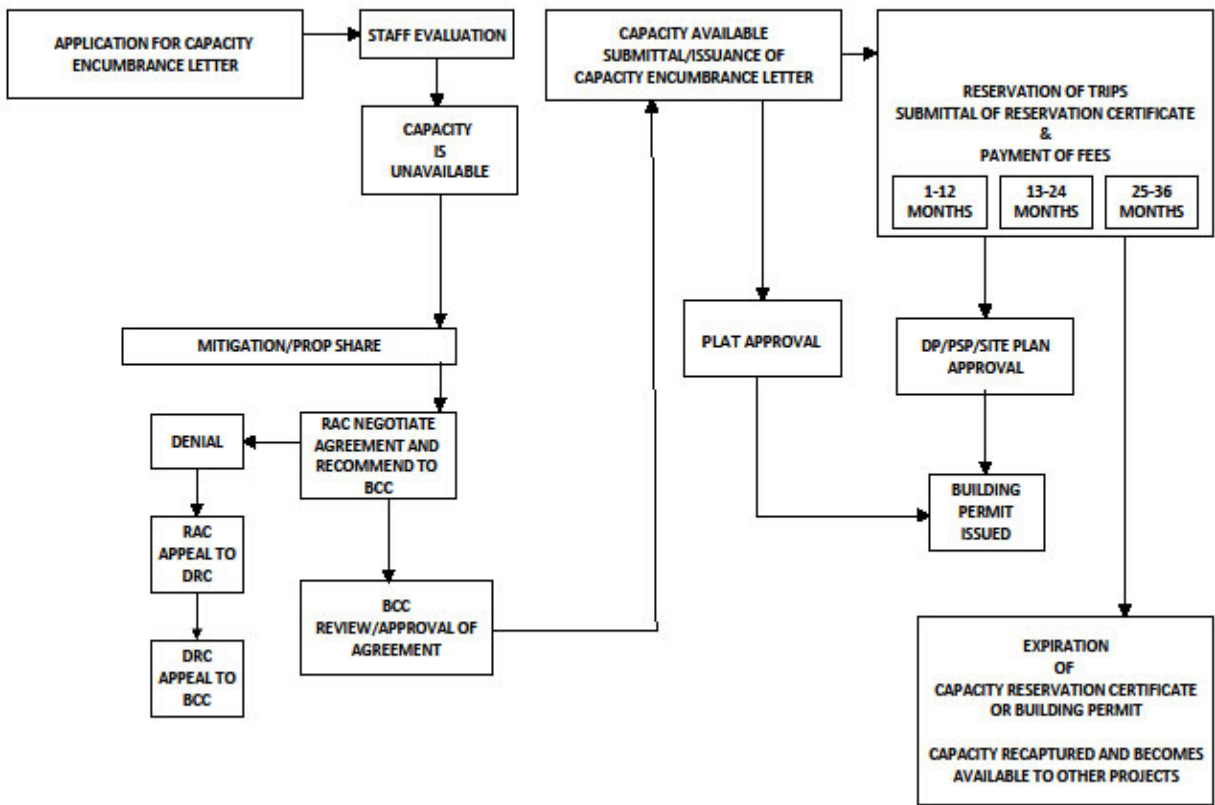 APPLICATION FOR CAPACITY
ENCUMBRANCE LETTER
STAFF EVALUATION
CAPACITY
IS
UNAVAILABLE
MITIGATION/PROP SHARE
RAC NEGOTIATE
AGREEMENT AND
RECOMMEND TO
BCC
DENIAL
RAC
APPEAL TO
DRC
DRC
APPEAL TO
BCC
BCC
REVIEW/APPROVAL OF
AGREEMENT
CAPACITY AVAILABLE
SUBMITTAL/ISSUANCE OF
CAPACITY ENCUMBRANCE LETTER
PLAT APPROVAL
RESERVATION OF TRIPS
SUBMITTAL OF RESERVATION CERTIFICATE
&
PAYMENT OF FEES
1-12
MONTHS
13-24
MONTHS
25-36
MONTHS
DP/PSP/SITE PLAN
APPROVAL
BUILDING
PERMIT
ISSUED
EXPIRATION
OF
CAPACITY RESERVATION CERTIFICATE
OR BUILDING PERMIT
CAPACITY RECAPTURED AND BECOMES
AVAILABLE TO OTHER PROJECTS